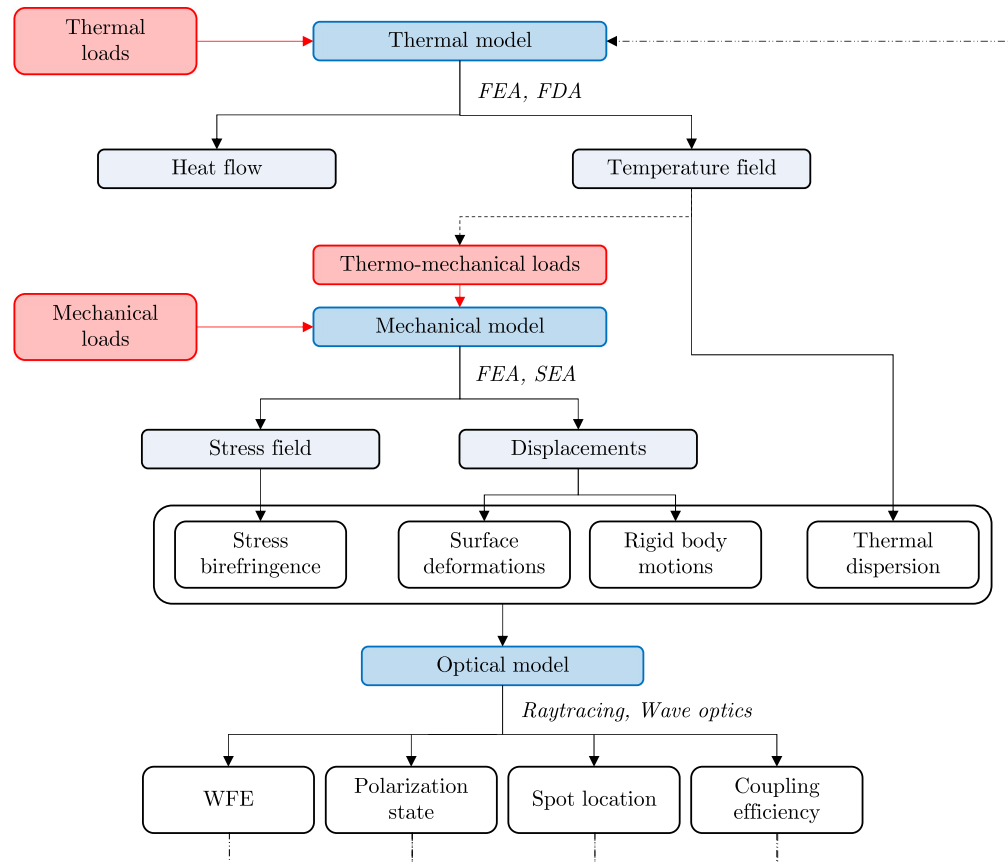 Thermal
loads
Thermal model
FEA, FDA
Heat flow
Temperature field
Thermo-mechanical loads
Mechanical
loads
Mechanical model
FEA, SEA
Stress field
Displacements
Stress
birefringence
Surface
deformations
Rigid body
motions
Thermal
dispersion
Optical model
Raytracing, Wave optics
WFE
Polarization
state
Spot location
Coupling
efficiency